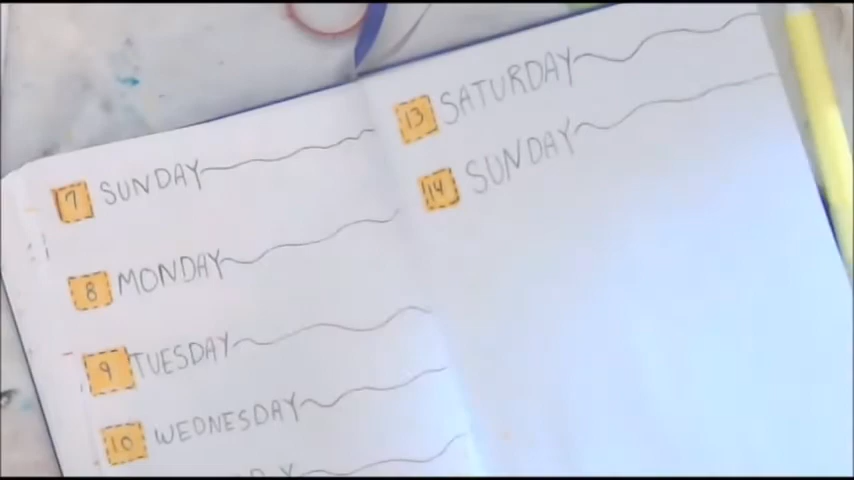 7 SUNDAY
8 MONDAY
9 TUESDAY
10 WEDNESDAY
13 SATURDAY
14 SUNDAY